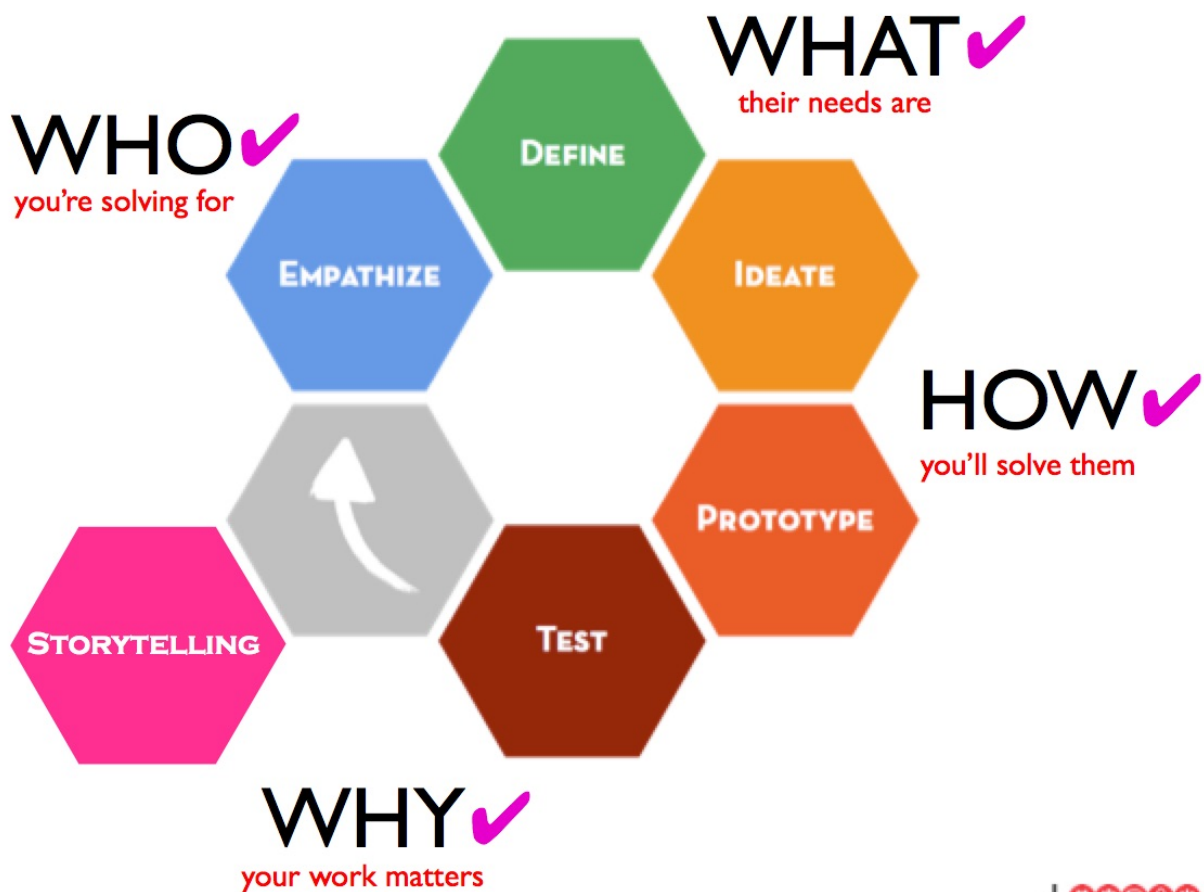 WHAT✔
their needs are
WHO✔
you're solving for
DEFINE
EMPATHIZE
IDEATE
HOW✔
you'll solve them
PROTOTYPE
STORYTELLING
TEST
WHY✔
your work matters